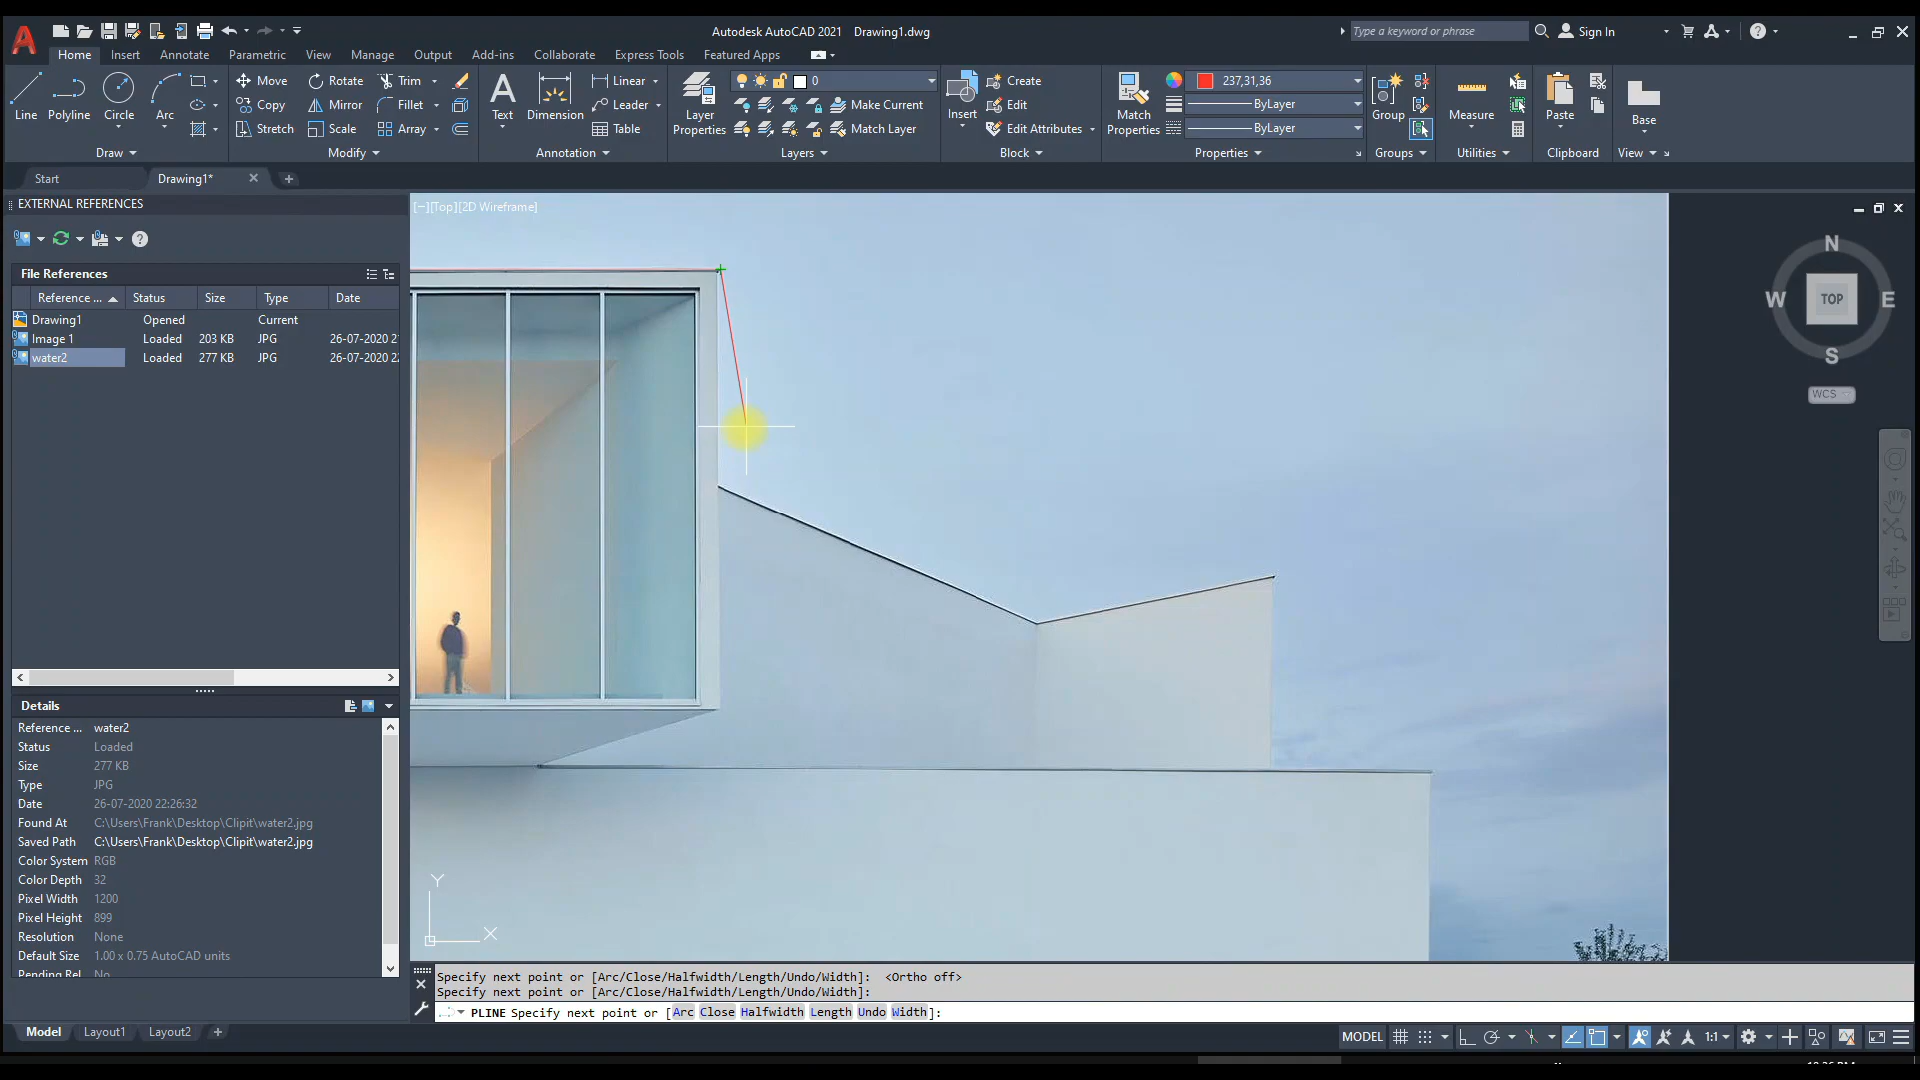 Autodesk AutoCAD 2021 Drawing1.dwg
Type a keyword or phrase
Sign In
Home Insert Annotate Parametric View Manage Output Add-ins Collaborate Express Tools Featured Apps
Line Polyline Circle Arc
Move Rotate Trim
Copy Mirror Fillet
Stretch Scale Array
Text Dimension
Linear
Leader
Table
Layer Properties
0
Make Current
Match Layer
Insert
Create
Edit
Edit Attributes
Match Properties
237,31,36
ByLayer
ByLayer
Group
Measure
Paste
Base
Draw Modify Annotation Layers Block Properties Groups Utilities Clipboard View
Start Drawing1*
EXTERNAL REFERENCES
File References
Reference ... Status Size Type Date
Drawing1 Opened Current
Image 1 Loaded 203 KB JPG 26-07-2020 2
water2 Loaded 277 KB JPG 26-07-2020 2
Details
Reference ... water2
Status Loaded
Size 277 KB
Type JPG
Date 26-07-2020 22:26:32
Found At C:\Users\Frank\Desktop\Clipit\water2.jpg
Saved Path C:\Users\Frank\Desktop\Clipit\water2.jpg
Color System RGB
Color Depth 32
Pixel Width 1200
Pixel Height 899
Resolution None
Default Size 1.00 x 0.75 AutoCAD units
[−][Top][2D Wireframe]
N
W TOP E
S
WCS
Y
X
Specify next point or [Arc/Close/Halfwidth/Length/Undo/Width]: <Ortho off>
Specify next point or [Arc/Close/Halfwidth/Length/Undo/Width]:
PLINE Specify next point or [Arc Close Halfwidth Length Undo Width]:
Model Layout1 Layout2
MODEL
1:1